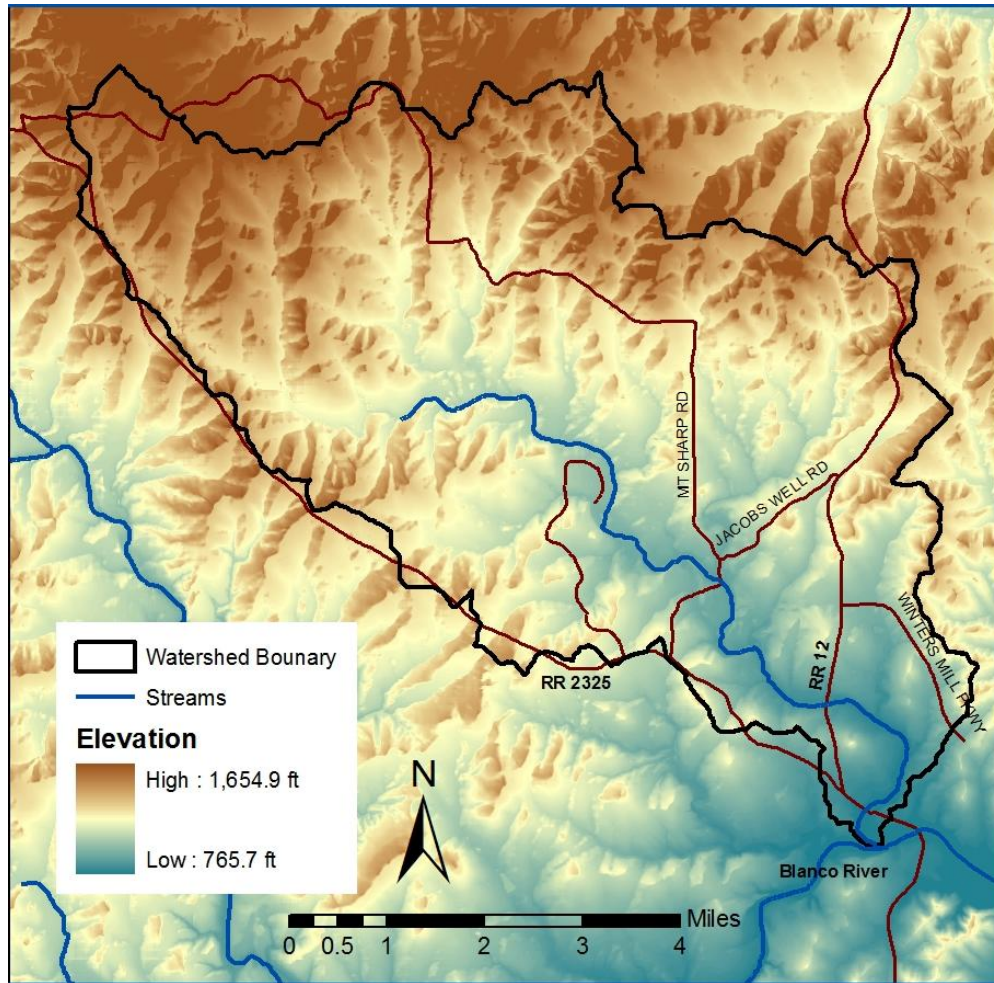 MT SHARP RD
JACOBS WELL RD
WINTERS MILL PKWY
RR 12
RR 2325
Watershed Bounary
Streams
Elevation
High : 1,654.9 ft
Low : 765.7 ft
N
Blanco River
Miles
0 0.5 1 2 3 4